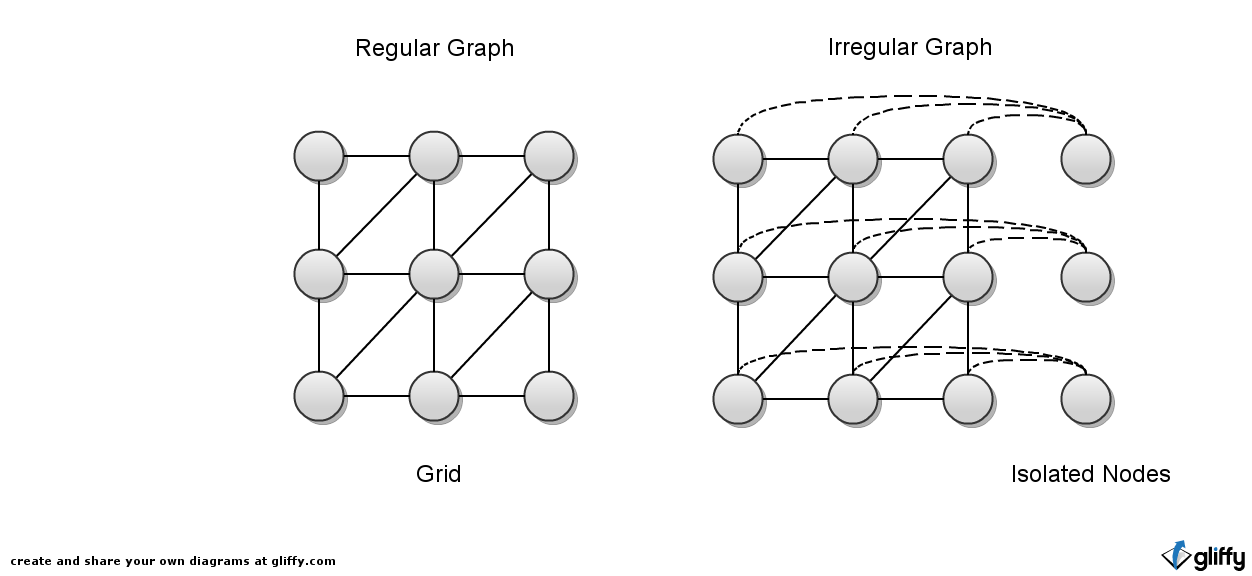 Regular Graph
Irregular Graph
Grid
Isolated Nodes
create and share your own diagrams at gliffy.com
gliffy